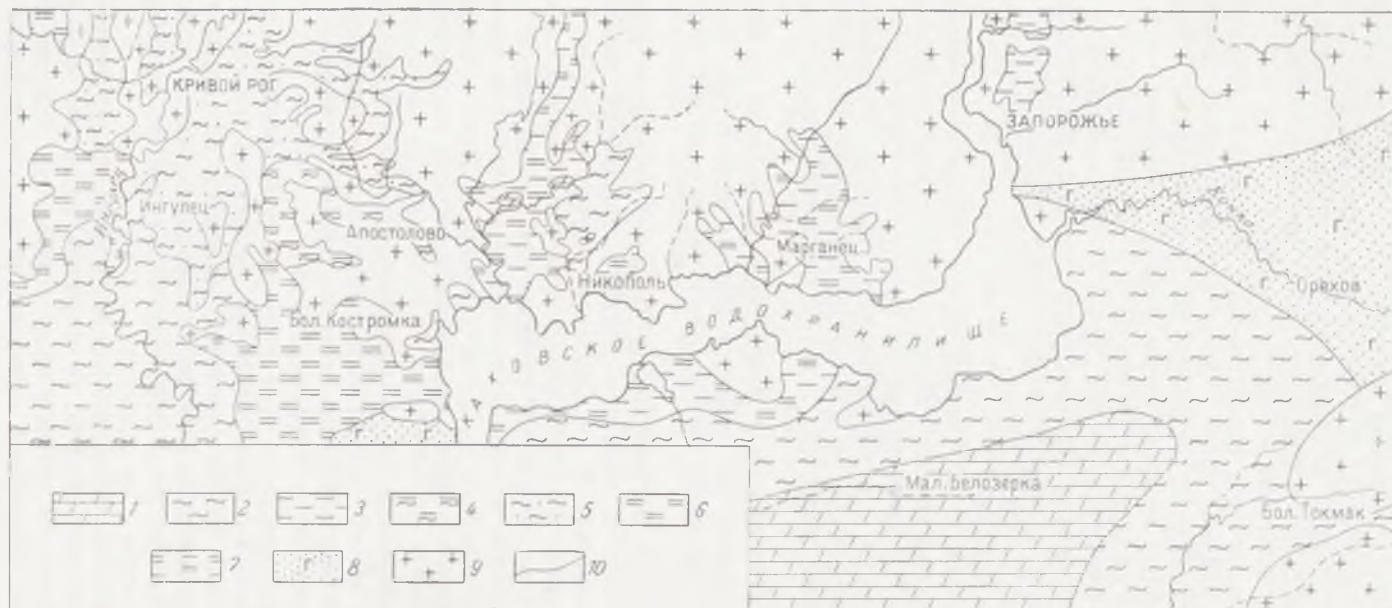 КРИВОЙ РОГ
ЗАПОРОЖЬЕ
Ингулец
Апостолово
Марганец
Никополь
Орехов
Бол. Костромка
ХОВСКОЕ ВОДОХРАНИЛИЩЕ
Мал. Белозерка
Бол. Токмак
1 2 3 4 5 6
7 г 8 9 10
г г г г г г г г г